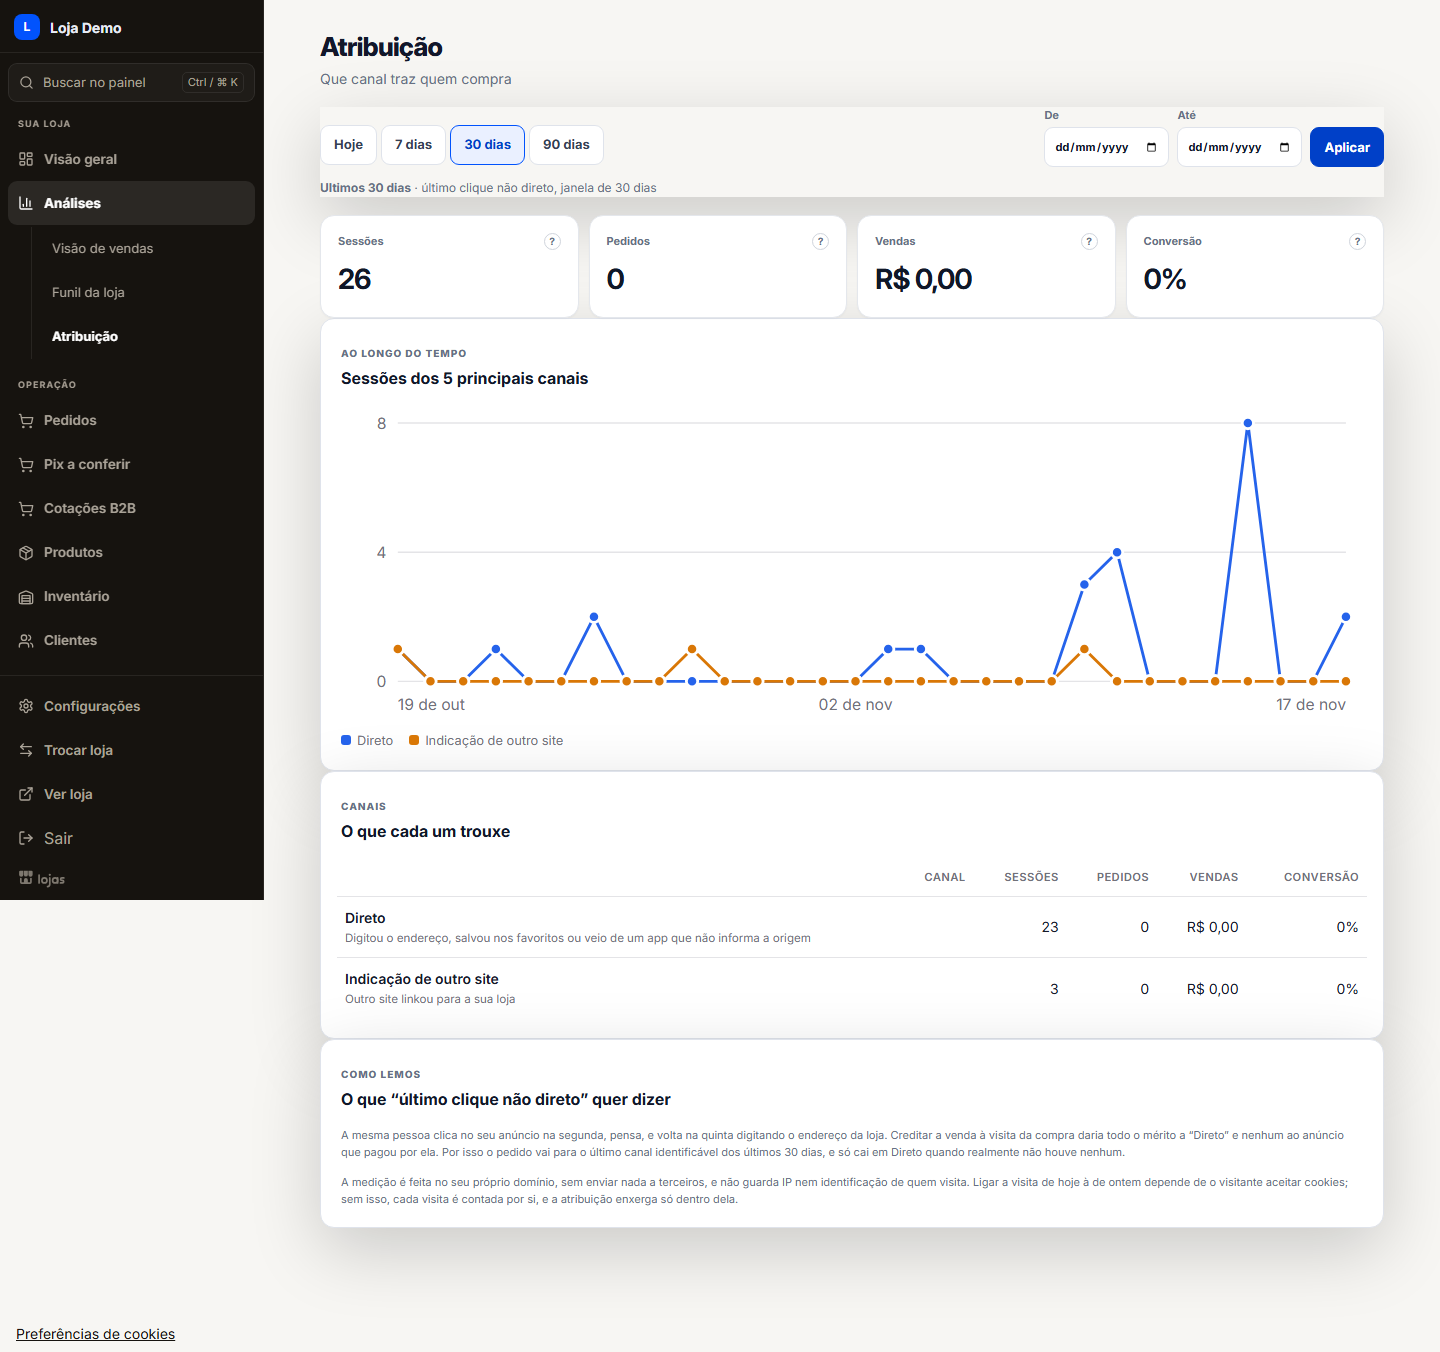 L Loja Demo
Buscar no painel Ctrl / ⌘ K
SUA LOJA
Visão geral
Análises
Visão de vendas
Funil da loja
Atribuição
OPERAÇÃO
Pedidos
Pix a conferir
Cotações B2B
Produtos
Inventário
Clientes
Configurações
Trocar loja
Ver loja
Sair
lojas
Atribuição
Que canal traz quem compra
De Até
Hoje 7 dias 30 dias 90 dias dd/mm/yyyy dd/mm/yyyy Aplicar
Ultimos 30 dias · último clique não direto, janela de 30 dias
Sessões ? Pedidos ? Vendas ? Conversão ?
26 0 R$ 0,00 0%
AO LONGO DO TEMPO
Sessões dos 5 principais canais
8
4
0
19 de out 02 de nov 17 de nov
Direto Indicação de outro site
CANAIS
O que cada um trouxe
CANAL SESSÕES PEDIDOS VENDAS CONVERSÃO
Direto 23 0 R$ 0,00 0%
Digitou o endereço, salvou nos favoritos ou veio de um app que não informa a origem
Indicação de outro site 3 0 R$ 0,00 0%
Outro site linkou para a sua loja
COMO LEMOS
O que “último clique não direto” quer dizer
A mesma pessoa clica no seu anúncio na segunda, pensa, e volta na quinta digitando o endereço da loja. Creditar a venda à visita da compra daria todo o mérito a “Direto” e nenhum ao anúncio
que pagou por ela. Por isso o pedido vai para o último canal identificável dos últimos 30 dias, e só cai em Direto quando realmente não houve nenhum.
A medição é feita no seu próprio domínio, sem enviar nada a terceiros, e não guarda IP nem identificação de quem visita. Ligar a visita de hoje à de ontem depende de o visitante aceitar cookies;
sem isso, cada visita é contada por si, e a atribuição enxerga só dentro dela.
Preferências de cookies